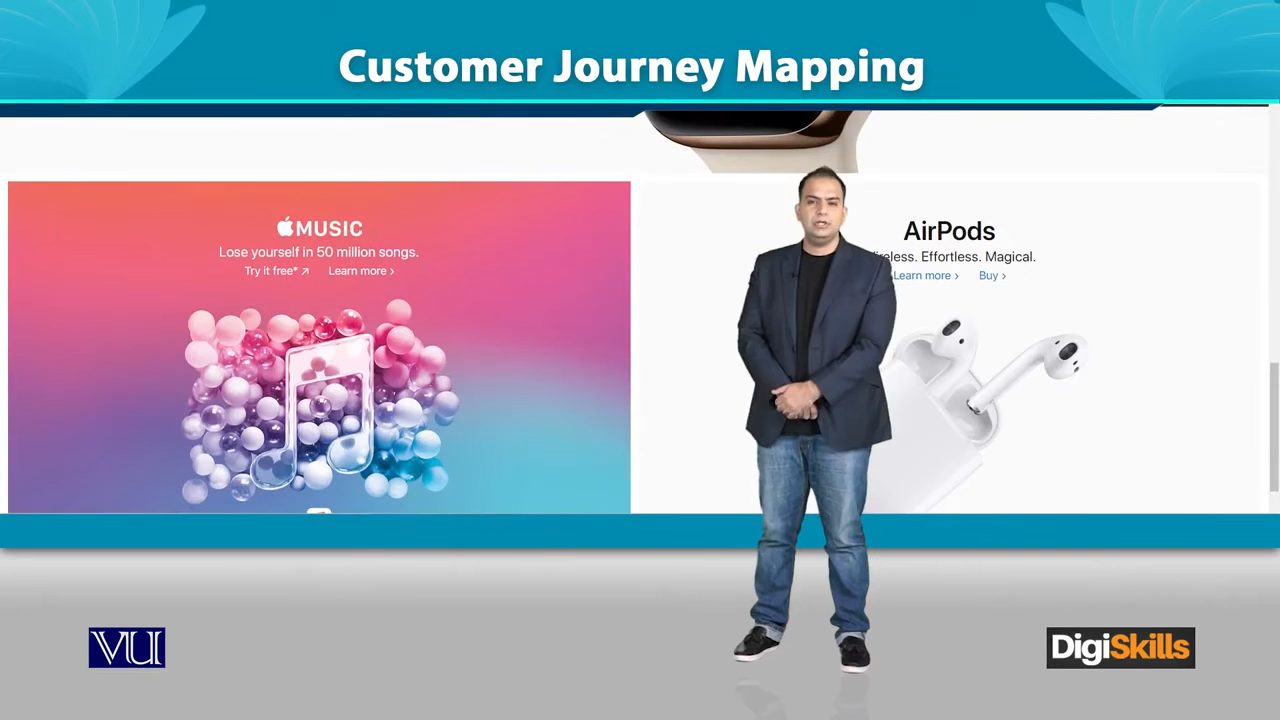 Customer Journey Mapping
MUSIC
Lose yourself in 50 million songs.
Try it free* ↗ Learn more ›
AirPods
reless. Effortless. Magical.
Learn more › Buy ›
VU
DigiSkills